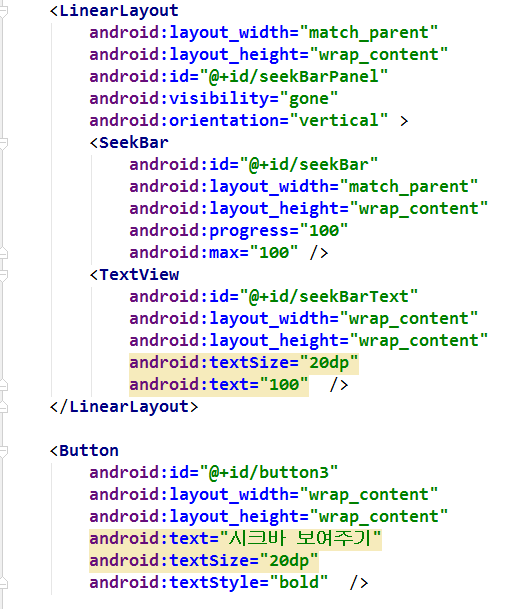 <LinearLayout
android:layout_width="match_parent"
android:layout_height="wrap_content"
android:id="@+id/seekBarPanel"
android:visibility="gone"
android:orientation="vertical" >
<SeekBar
android:id="@+id/seekBar"
android:layout_width="match_parent"
android:layout_height="wrap_content"
android:progress="100"
android:max="100" />
<TextView
android:id="@+id/seekBarText"
android:layout_width="wrap_content"
android:layout_height="wrap_content"
android:textSize="20dp"
android:text="100"  />
</LinearLayout>
<Button
android:id="@+id/button3"
android:layout_width="wrap_content"
android:layout_height="wrap_content"
android:text="시크바 보여주기"
android:textSize="20dp"
android:textStyle="bold"  />